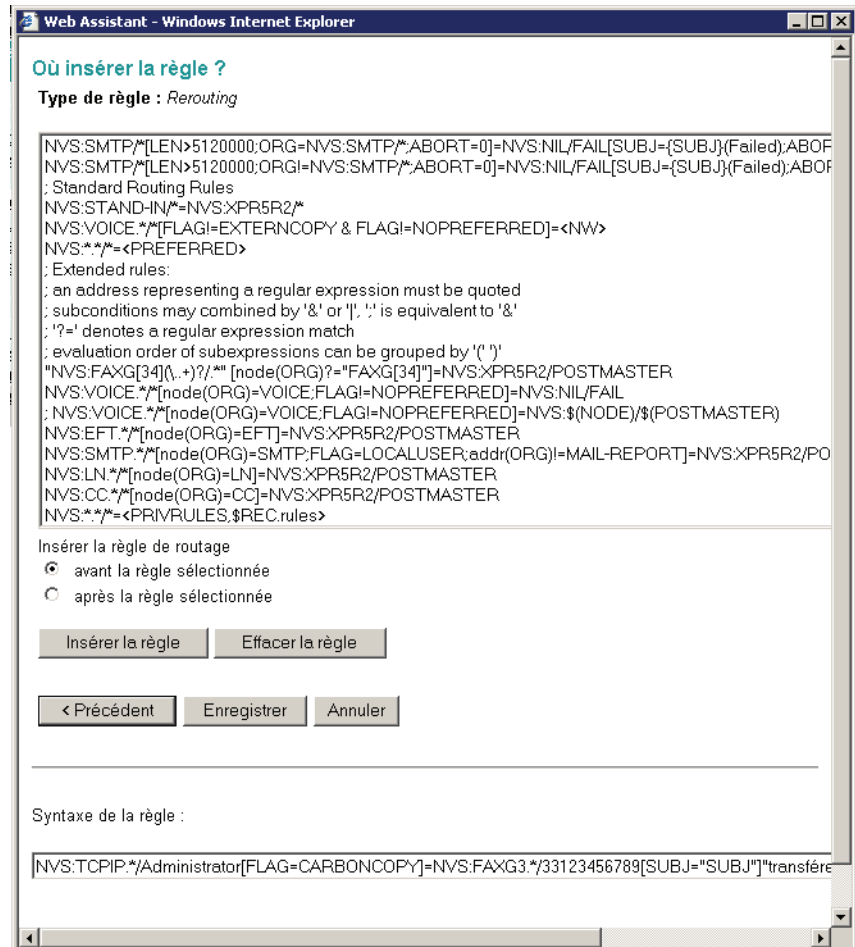 Web Assistant - Windows Internet Explorer
Où insérer la règle ?
Type de règle : Rerouting
NVS:SMTP/*[LEN>5120000;ORG=NVS:SMTP/*;ABORT=0]=NVS:NIL/FAIL[SUBJ={SUBJ}(Failed);ABOR
NVS:SMTP/*[LEN>5120000;ORG!=NVS:SMTP/*;ABORT=0]=NVS:NIL/FAIL[SUBJ={SUBJ}(Failed);ABOF
; Standard Routing Rules
NVS:STAND-IN/*=NVS:XPR5R2/*
NVS:VOICE.*/*[FLAG!=EXTERNCOPY & FLAG!=NOPREFERRED]=<NW>
NVS:*.*/*=<PREFERRED>
; Extended rules:
; an address representing a regular expression must be quoted
; subconditions may combined by '&' or '|', ';' is equivalent to '&'
; '?=' denotes a regular expression match
; evaluation order of subexpressions can be grouped by '(' ')'
"NVS:FAXG[34](\..+)?/.*" [node(ORG)?="FAXG[34]"]=NVS:XPR5R2/POSTMASTER
NVS:VOICE.*/*[node(ORG)=VOICE;FLAG!=NOPREFERRED]=NVS:NIL/FAIL
; NVS:VOICE.*/*[node(ORG)=VOICE;FLAG!=NOPREFERRED]=NVS:$(NODE)/$(POSTMASTER)
NVS:EFT.*/*[node(ORG)=EFT]=NVS:XPR5R2/POSTMASTER
NVS:SMTP.*/*[node(ORG)=SMTP;FLAG=LOCALUSER;addr(ORG)!=MAIL-REPORT]=NVS:XPR5R2/PO
NVS:LN.*/*[node(ORG)=LN]=NVS:XPR5R2/POSTMASTER
NVS:CC.*/*[node(ORG)=CC]=NVS:XPR5R2/POSTMASTER
NVS:*.*/*=<PRIVRULES,$REC.rules>
Insérer la règle de routage
avant la règle sélectionnée
après la règle sélectionnée
Insérer la règle Effacer la règle
< Précédent Enregistrer Annuler
Syntaxe de la règle :
NVS:TCPIP.*/Administrator[FLAG=CARBONCOPY]=NVS:FAXG3.*/33123456789[SUBJ="SUBJ"]"transfére